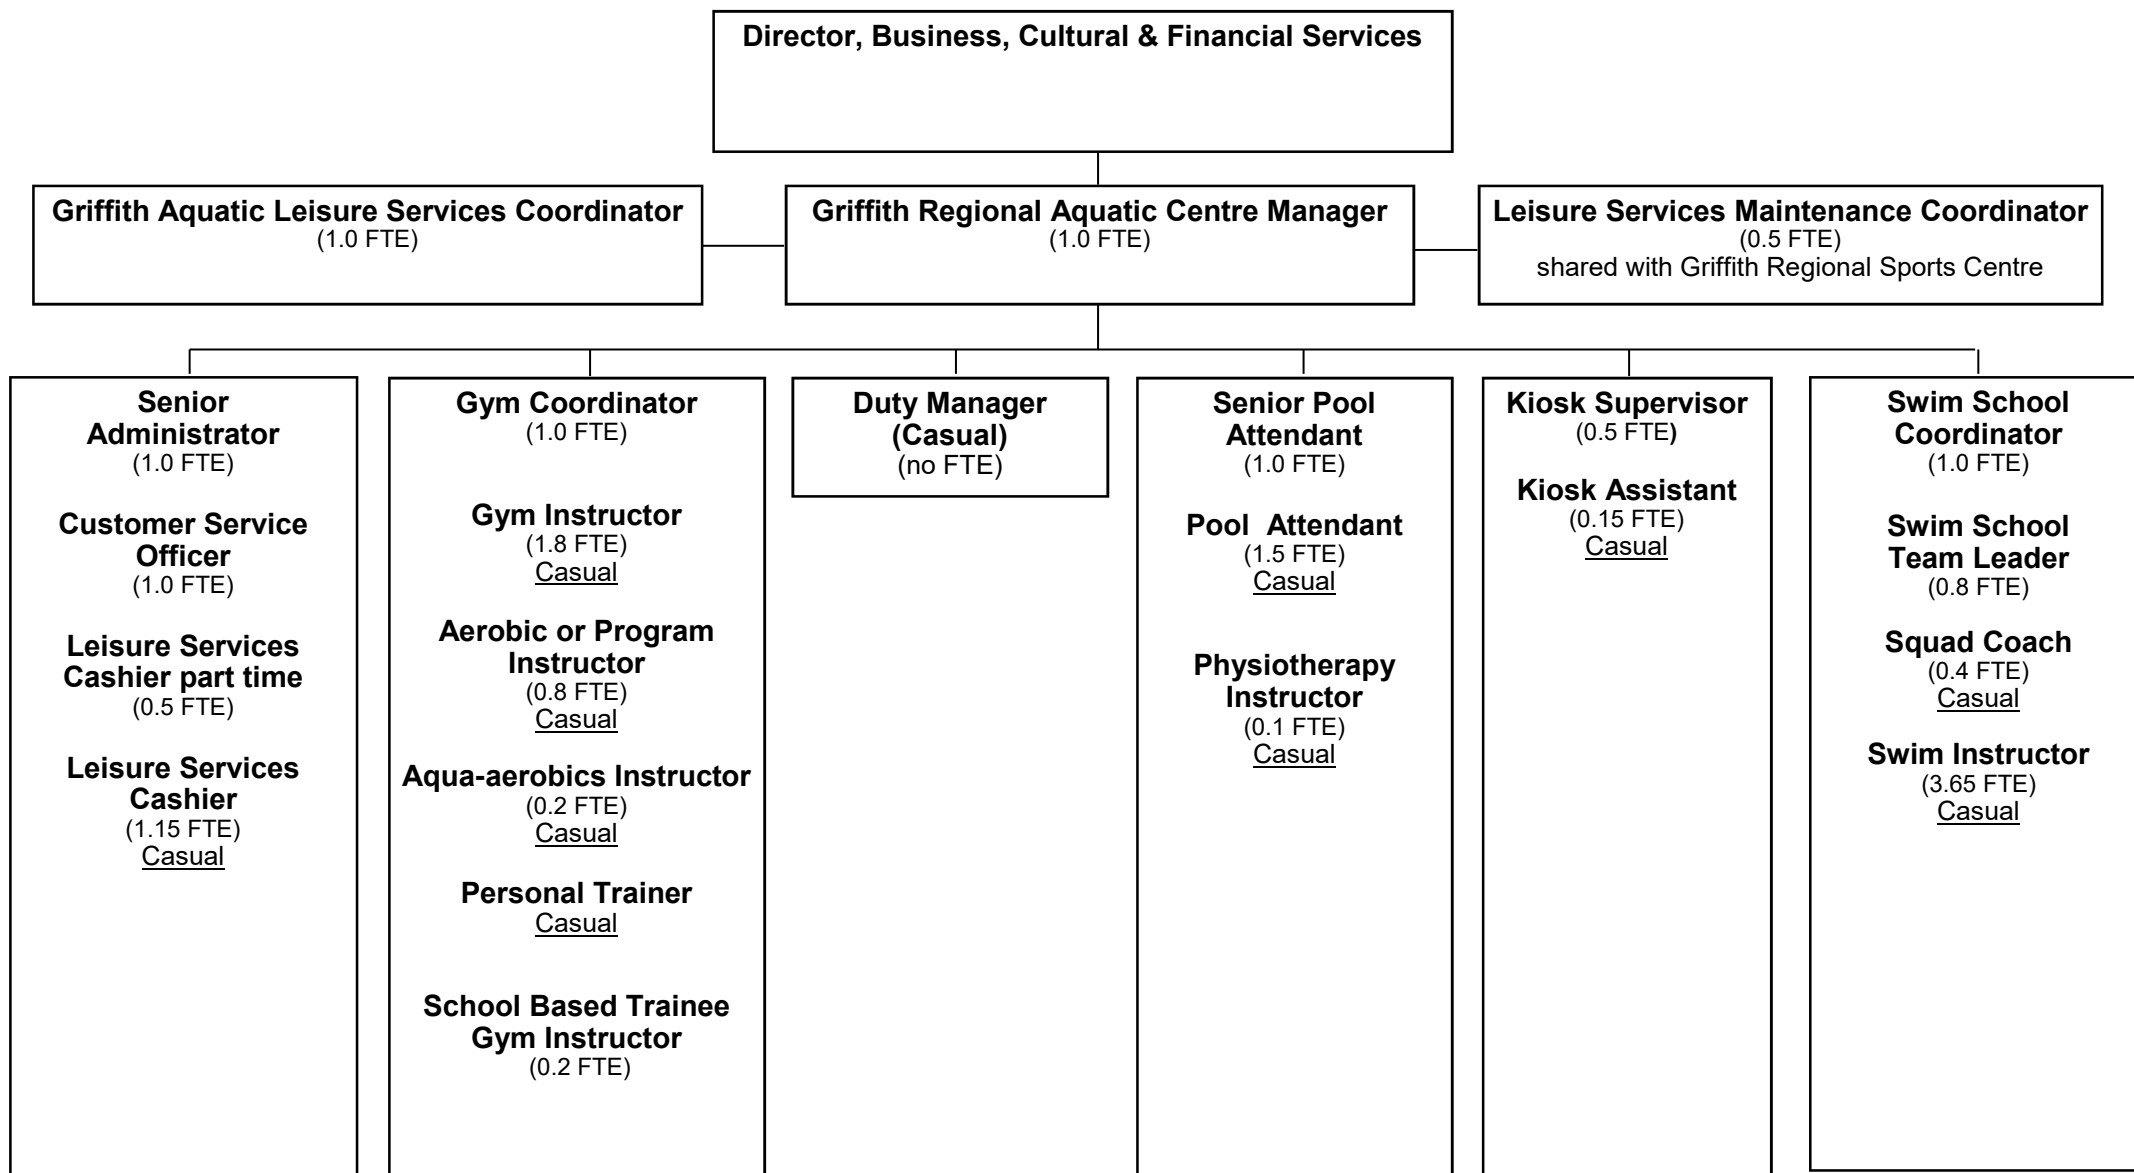 Director, Business, Cultural & Financial Services
Griffith Aquatic Leisure Services Coordinator
(1.0 FTE)
Griffith Regional Aquatic Centre Manager
(1.0 FTE)
Leisure Services Maintenance Coordinator
(0.5 FTE)
shared with Griffith Regional Sports Centre
Senior
Administrator
(1.0 FTE)
Customer Service
Officer
(1.0 FTE)
Leisure Services
Cashier part time
(0.5 FTE)
Leisure Services
Cashier
(1.15 FTE)
Casual
Gym Coordinator
(1.0 FTE)
Gym Instructor
(1.8 FTE)
Casual
Aerobic or Program
Instructor
(0.8 FTE)
Casual
Aqua-aerobics Instructor
(0.2 FTE)
Casual
Personal Trainer
Casual
School Based Trainee
Gym Instructor
(0.2 FTE)
Duty Manager
(Casual)
(no FTE)
Senior Pool
Attendant
(1.0 FTE)
Pool  Attendant
(1.5 FTE)
Casual
Physiotherapy
Instructor
(0.1 FTE)
Casual
Kiosk Supervisor
(0.5 FTE)
Kiosk Assistant
(0.15 FTE)
Casual
Swim School
Coordinator
(1.0 FTE)
Swim School
Team Leader
(0.8 FTE)
Squad Coach
(0.4 FTE)
Casual
Swim Instructor
(3.65 FTE)
Casual